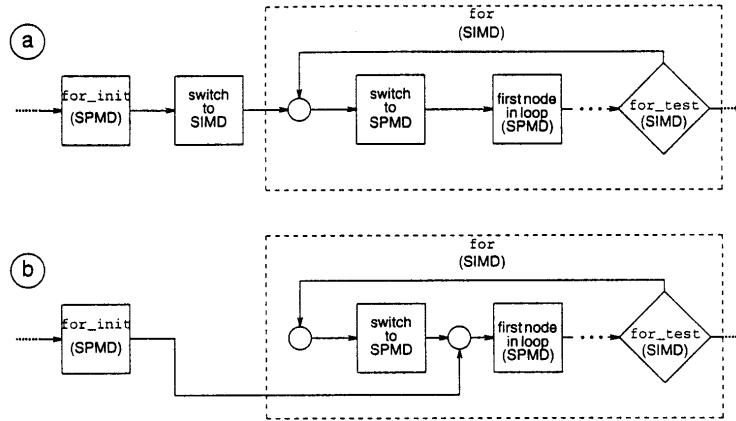 a
for
(SIMD)
for_init
(SPMD)
switch
to
SIMD
switch
to
SPMD
first node
in loop
(SPMD)
for_test
(SIMD)
b
for
(SIMD)
for_init
(SPMD)
switch
to
SPMD
first node
in loop
(SPMD)
for_test
(SIMD)